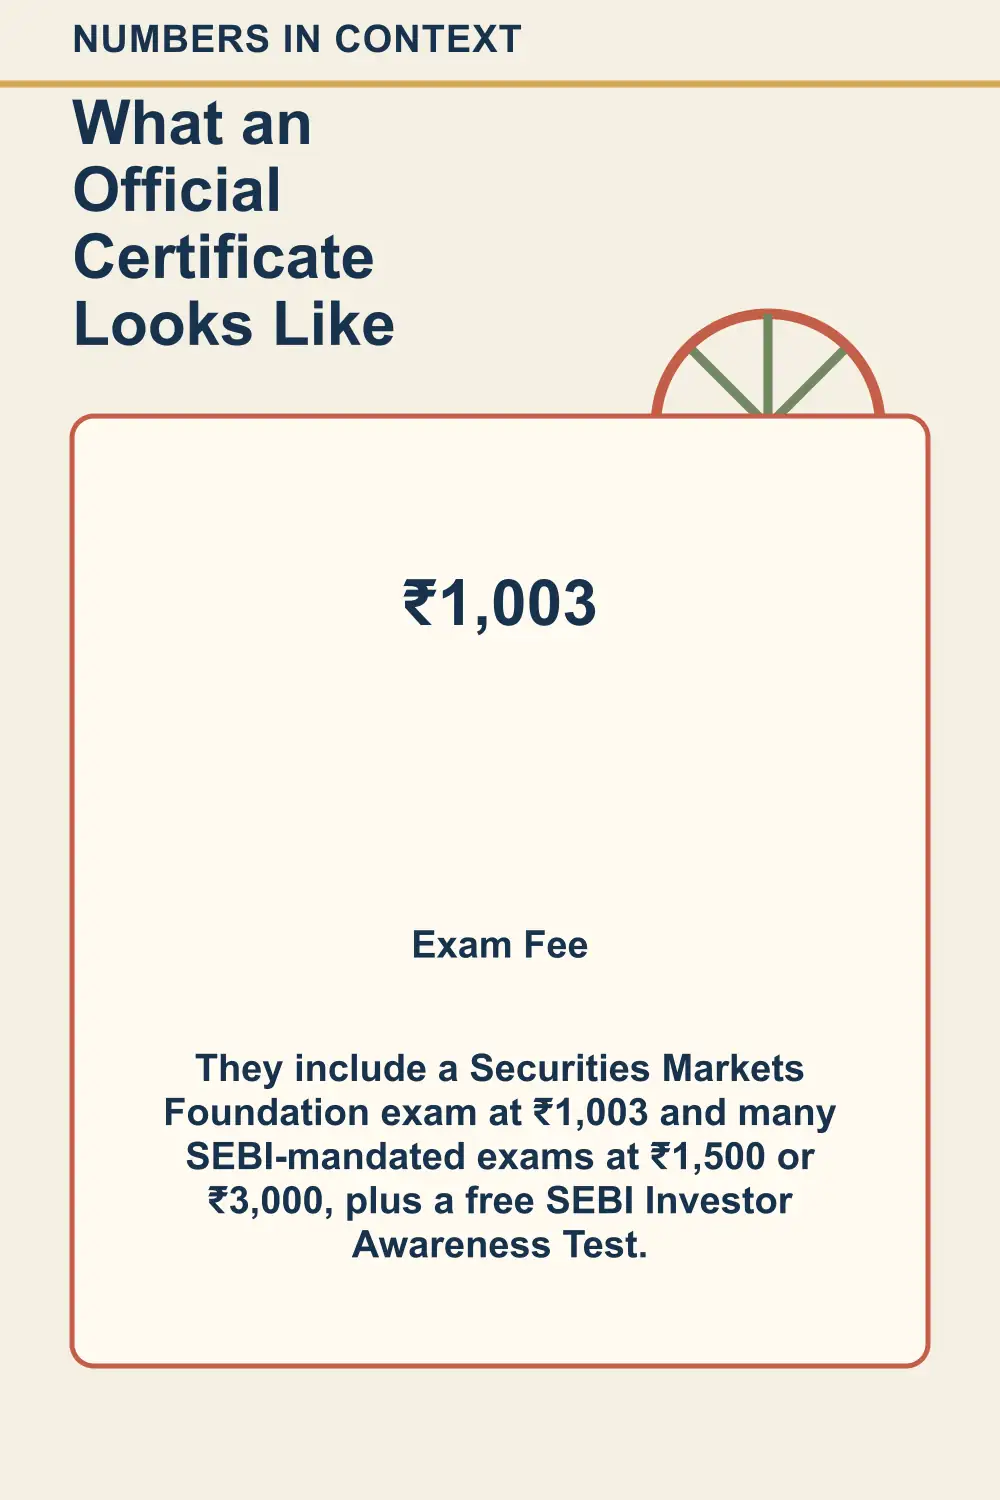 NUMBERS IN CONTEXT
What an
Official
Certificate
Looks Like
₹1,003
Exam Fee
They include a Securities Markets
Foundation exam at ₹1,003 and many
SEBI-mandated exams at ₹1,500 or
₹3,000, plus a free SEBI Investor
Awareness Test.